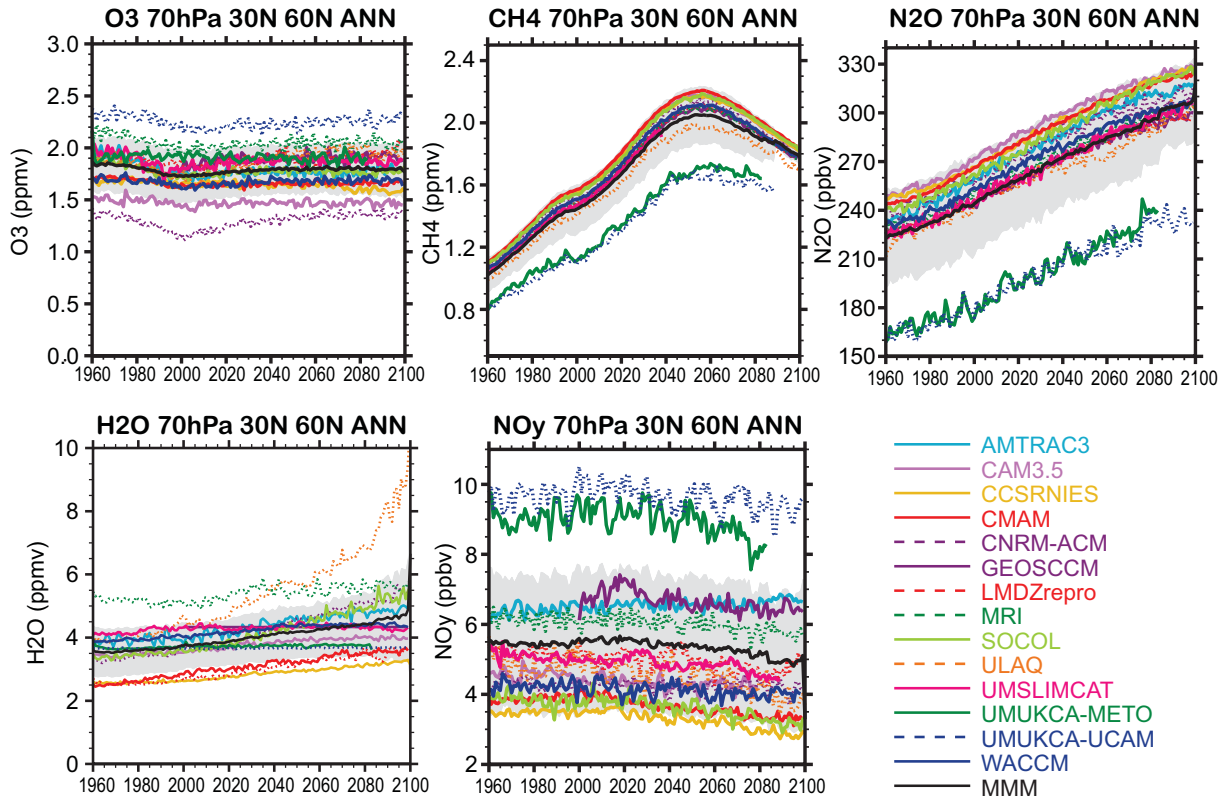 O3 70hPa 30N 60N ANN
CH4 70hPa 30N 60N ANN
N2O 70hPa 30N 60N ANN
O3 (ppmv)
3.0
2.5
2.0
1.5
1.0
0.5
0.0
1960 1980 2000 2020 2040 2060 2080 2100
CH4 (ppmv)
2.4
2.0
1.6
1.2
0.8
1960 1980 2000 2020 2040 2060 2080 2100
N2O (ppbv)
330
300
270
240
210
180
150
1960 1980 2000 2020 2040 2060 2080 2100
H2O 70hPa 30N 60N ANN
NOy 70hPa 30N 60N ANN
H2O (ppmv)
10
8
6
4
2
0
1960 1980 2000 2020 2040 2060 2080 2100
NOy (ppbv)
10
8
6
4
2
1960 1980 2000 2020 2040 2060 2080 2100
AMTRAC3
CAM3.5
CCSRNIES
CMAM
CNRM-ACM
GEOSCCM
LMDZrepro
MRI
SOCOL
ULAQ
UMSLIMCAT
UMUKCA-METO
UMUKCA-UCAM
WACCM
MMM